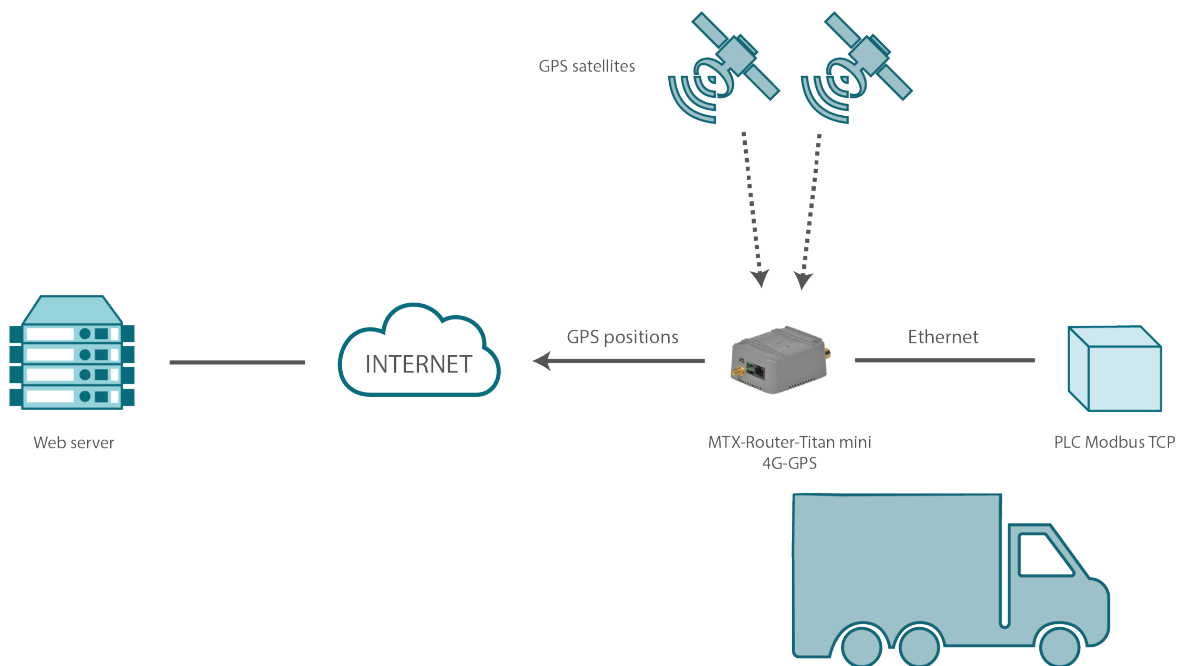 GPS satellites
GPS positions
Ethernet
INTERNET
Web server
MTX-Router-Titan mini
4G-GPS
PLC Modbus TCP